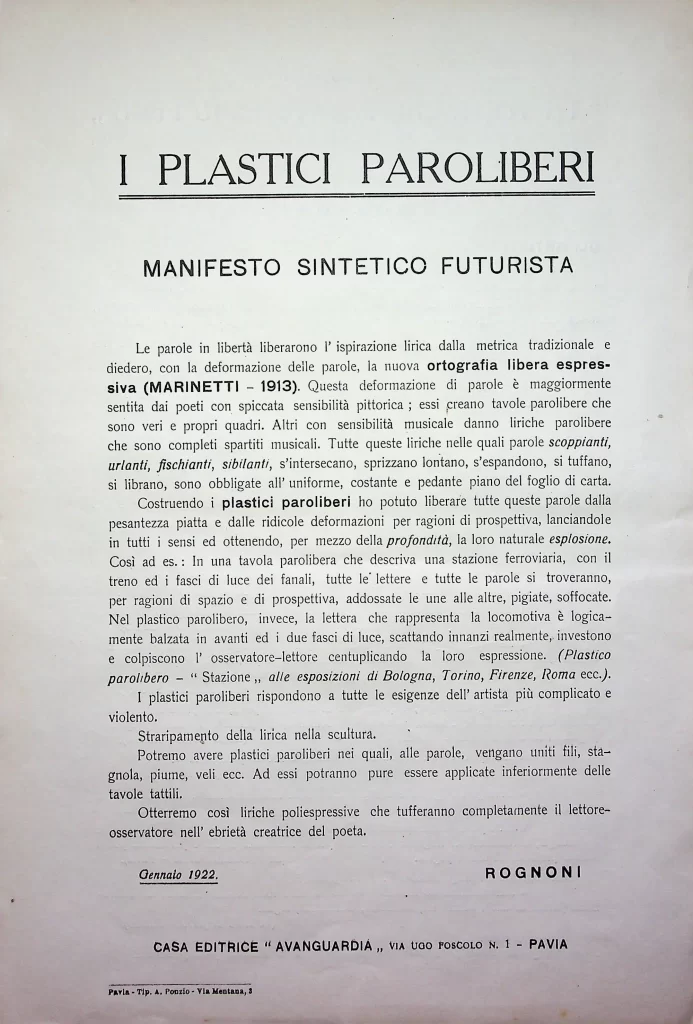 I PLASTICI PAROLIBERI
MANIFESTO SINTETICO FUTURISTA
Le parole in libertà liberarono l' ispirazione lirica dalla metrica tradizionale e
diedero, con la deformazione delle parole, la nuova ortografia libera espres-
siva (MARINETTI - 1913). Questa deformazione di parole è maggiormente
sentita dai poeti con spiccata sensibilità pittorica ; essi creano tavole parolibere che
sono veri e propri quadri. Altri con sensibilità musicale danno liriche parolibere
che sono completi spartiti musicali. Tutte queste liriche nelle quali parole scoppianti,
urlanti, fischianti, sibilanti, s'intersecano, sprizzano lontano, s'espandono, si tuffano,
si librano, sono obbligate all' uniforme, costante e pedante piano del foglio di carta.
Costruendo i plastici paroliberi ho potuto liberare tutte queste parole dalla
pesantezza piatta e dalle ridicole deformazioni per ragioni di prospettiva, lanciandole
in tutti i sensi ed ottenendo, per mezzo della profondità, la loro naturale esplosione.
Così ad es.: In una tavola parolibera che descriva una stazione ferroviaria, con il
treno ed i fasci di luce dei fanali, tutte le lettere e tutte le parole si troveranno,
per ragioni di spazio e di prospettiva, addossate le une alle altre, pigiate, soffocate.
Nel plastico parolibero, invece, la lettera che rappresenta la locomotiva è logica-
mente balzata in avanti ed i due fasci di luce, scattando innanzi realmente, investono
e colpiscono l' osservatore-lettore centuplicando la loro espressione. (Plastico
parolibero - " Stazione „ alle esposizioni di Bologna, Torino, Firenze, Roma ecc.).
I plastici paroliberi rispondono a tutte le esigenze dell' artista più complicato e
violento.
Straripamento della lirica nella scultura.
Potremo avere plastici paroliberi nei quali, alle parole, vengano uniti fili, sta-
gnola, piume, veli ecc. Ad essi potranno pure essere applicate inferiormente delle
tavole tattili.
Otterremo così liriche poliespressive che tufferanno completamente il lettore-
osservatore nell' ebrietà creatrice del poeta.
Gennaio 1922.
ROGNONI
CASA EDITRICE " AVANGUARDIA „ VIA UGO FOSCOLO N. 1 - PAVIA
Pavia - Tip. A. Ponzio - Via Mentana, 3